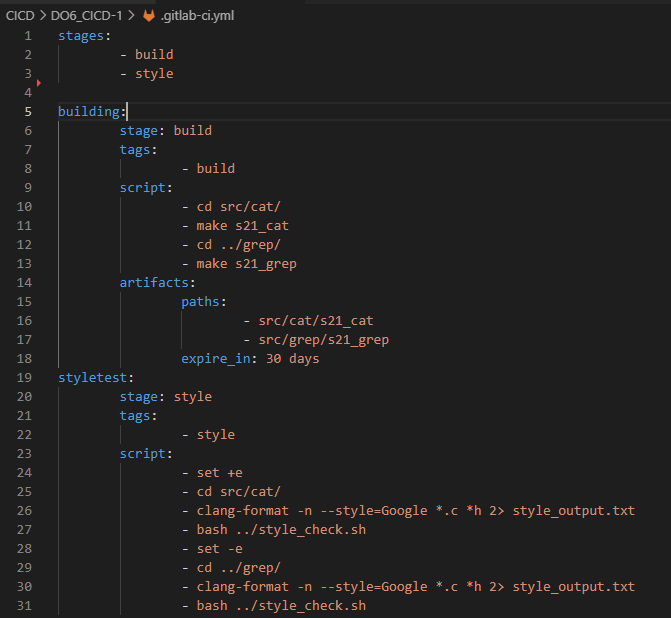 CICD > DO6_CICD-1 > .gitlab-ci.yml
1 stages:
2 - build
3 - style
4
5 building:
6 stage: build
7 tags:
8 - build
9 script:
10 - cd src/cat/
11 - make s21_cat
12 - cd ../grep/
13 - make s21_grep
14 artifacts:
15 paths:
16 - src/cat/s21_cat
17 - src/grep/s21_grep
18 expire_in: 30 days
19 styletest:
20 stage: style
21 tags:
22 - style
23 script:
24 - set +e
25 - cd src/cat/
26 - clang-format -n --style=Google *.c *h 2> style_output.txt
27 - bash ../style_check.sh
28 - set -e
29 - cd ../grep/
30 - clang-format -n --style=Google *.c *h 2> style_output.txt
31 - bash ../style_check.sh